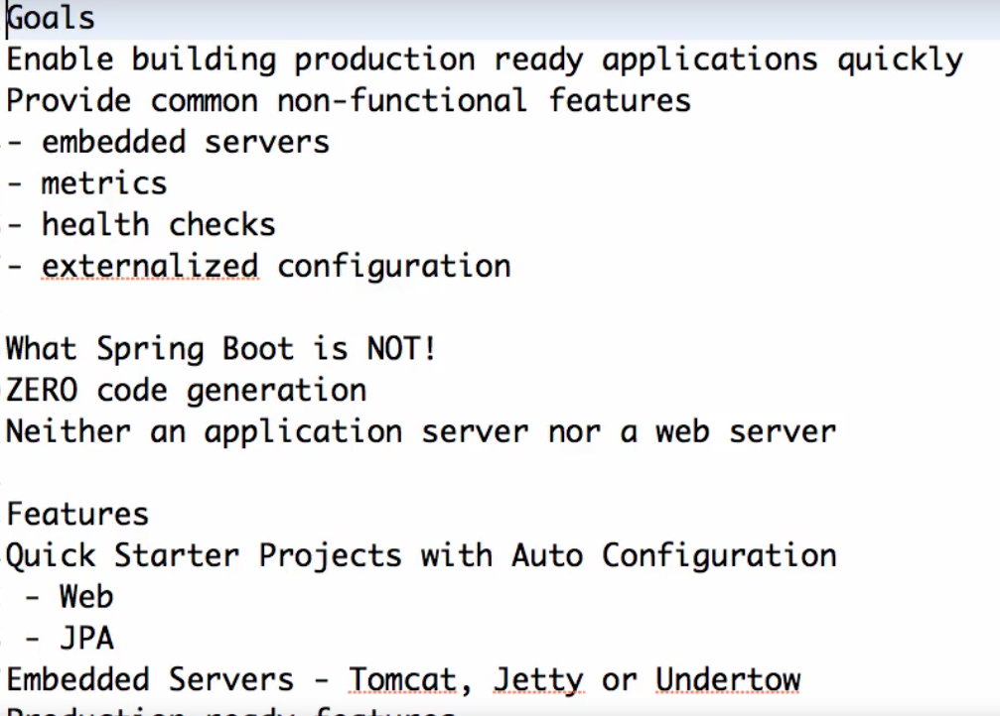 Goals
Enable building production ready applications quickly
Provide common non-functional features
- embedded servers
- metrics
- health checks
- externalized configuration
What Spring Boot is NOT!
ZERO code generation
Neither an application server nor a web server
Features
Quick Starter Projects with Auto Configuration
- Web
- JPA
Embedded Servers - Tomcat, Jetty or Undertow
Production ready features